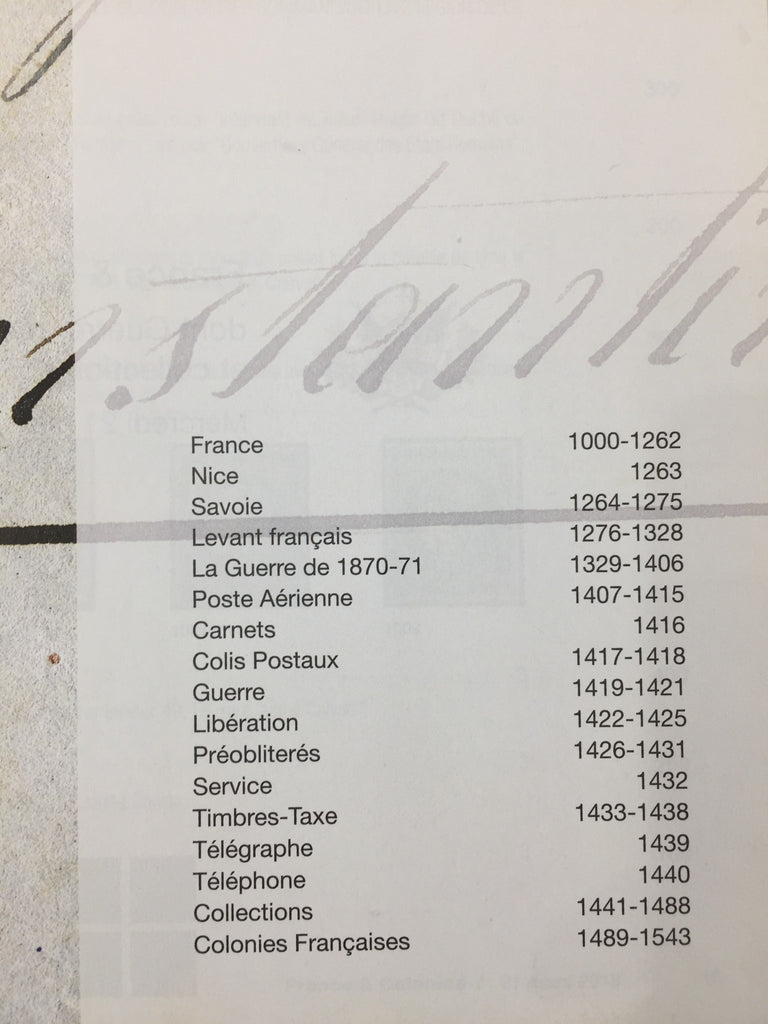 France 1000-1262
Nice 1263
Savoie 1264-1275
Levant français 1276-1328
La Guerre de 1870-71 1329-1406
Poste Aérienne 1407-1415
Carnets 1416
Colis Postaux 1417-1418
Guerre 1419-1421
Libération 1422-1425
Préobliterés 1426-1431
Service 1432
Timbres-Taxe 1433-1438
Télégraphe 1439
Téléphone 1440
Collections 1441-1488
Colonies Françaises 1489-1543